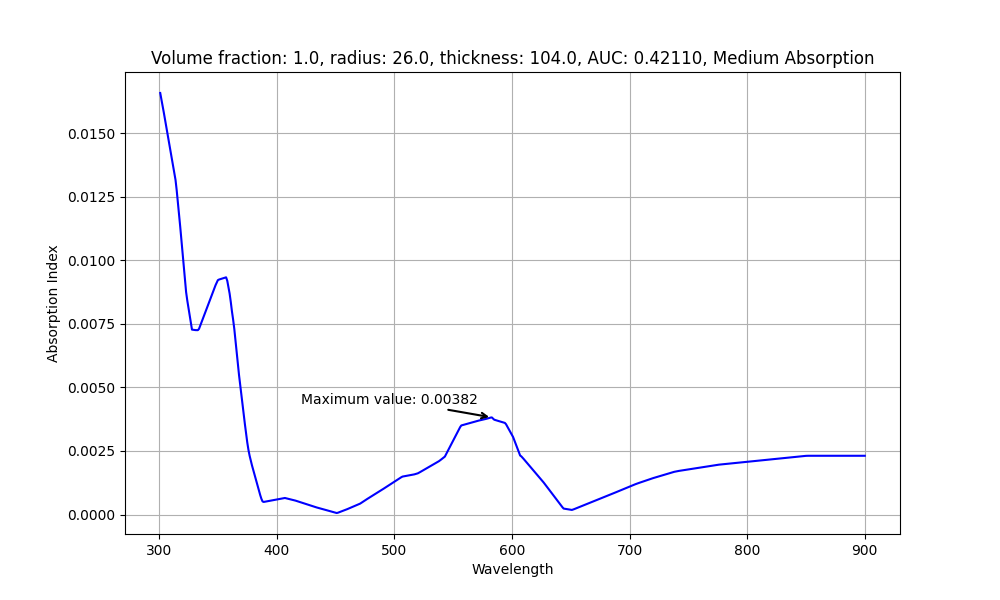 Volume fraction: 1.0, radius: 26.0, thickness: 104.0, AUC: 0.42110, Medium Absorption
0.0150
0.0125
0.0100
0.0075
0.0050
0.0025
0.0000
Absorption Index
Maximum value: 0.00382
300 400 500 600 700 800 900
Wavelength